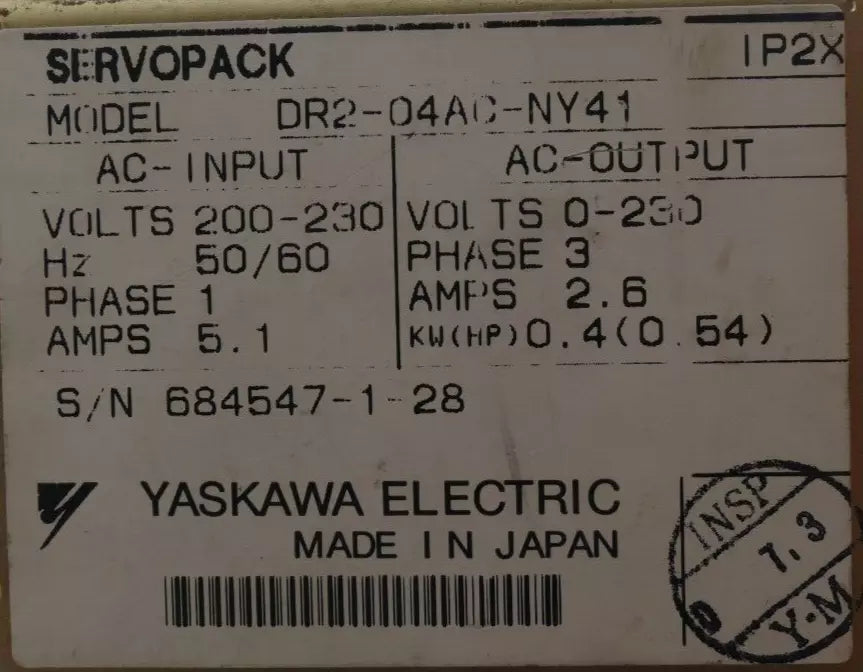 SERVOPACK
IP2X
MODEL DR2-04AC-NY41
AC-INPUT
VOLTS 200-230
Hz 50/60
PHASE 1
AMPS 5.1
AC-OUTPUT
VOLTS 0-230
PHASE 3
AMPS 2.6
KW(HP) 0.4(0.54)
S/N 684547-1-28
YASKAWA ELECTRIC
MADE IN JAPAN
INSP
7.3
Y.M